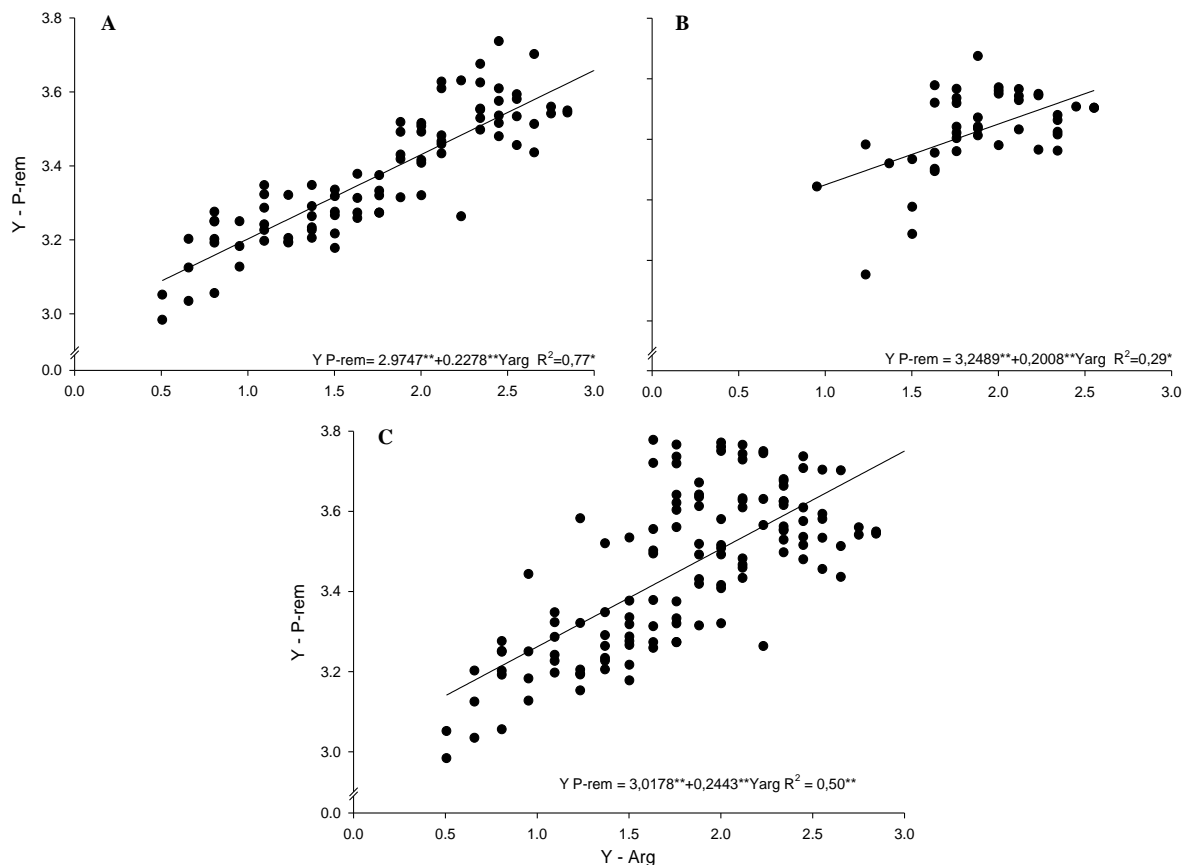 A
3.8
3.6
3.4
3.2
3.0
0.0
Y - P-rem
Y P-rem= 2.9747**+0.2278**Yarg R²=0,77*
0.0 0.5 1.0 1.5 2.0 2.5 3.0
B
Y P-rem = 3,2489**+0,2008**Yarg R²=0,29*
0.0 0.5 1.0 1.5 2.0 2.5 3.0
C
3.8
3.6
3.4
3.2
3.0
0.0
Y - P-rem
Y P-rem = 3,0178**+0,2443**Yarg R² = 0,50**
0.0 0.5 1.0 1.5 2.0 2.5 3.0
Y - Arg